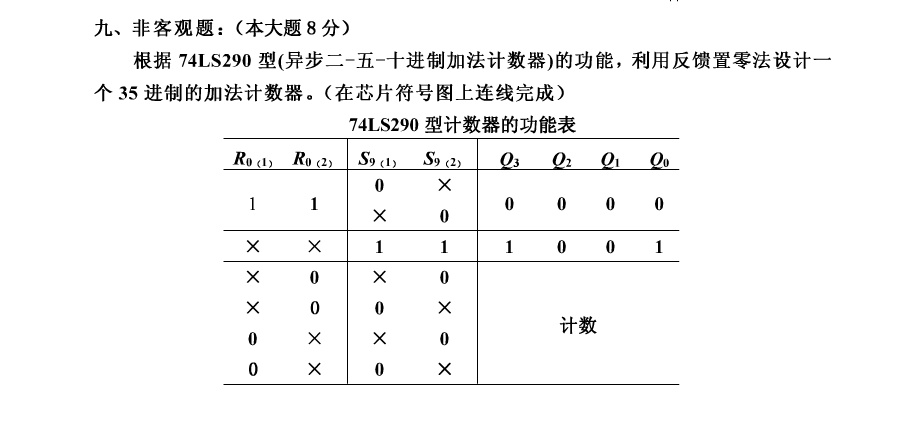 九、非客观题：(本大题8分)
根据 74LS290 型(异步二-五-十进制加法计数器)的功能，利用反馈置零法设计一
个 35 进制的加法计数器。(在芯片符号图上连线完成)
74LS290 型计数器的功能表
R0（1） R0（2） S9（1） S9（2） Q3 Q2 Q1 Q0
0 ×
1 1 0 0 0 0
× 0
× × 1 1 1 0 0 1
× 0 × 0
× 0 0 ×
计数
0 × × 0
0 × 0 ×